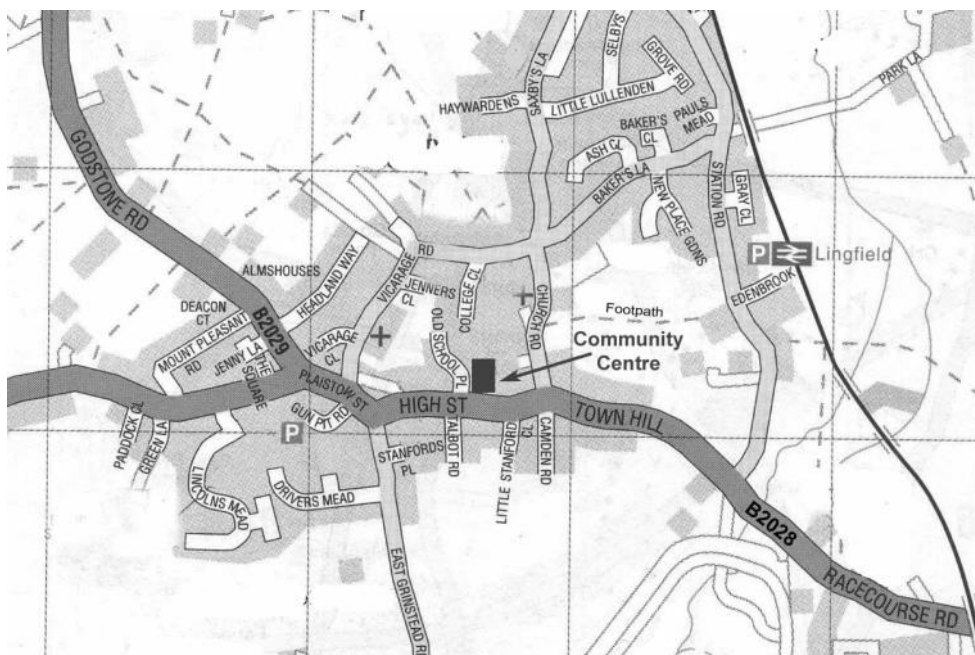 SELBYS
GROVE RD
SAXBY'S LA
HAYWARDENS
LITTLE LULLENDEN
PARK LA
PAULS
MEAD
BAKER'S
CL
ASH CL
BAKER'S LA
GODSTONE RD
NEW PLACE GDNS
STATION RD
GRAY CL
P
Lingfield
ALMSHOUSES
HEADLAND WAY
VICARAGE
RD
JENNERS
CL
COLLEGE CL
CHURCH RD
EDENBROOK
Footpath
DEACON
CT
B2029
MOUNT PLEASANT
RD
JENNY LA
THE
SQUARE
VICARAGE
CL
OLD SCHOOL PL
Community
Centre
PLAISTOW ST
HIGH ST
TOWN HILL
GUN PIT RD
P
PADDOCK CL
GREEN LA
STANFORDS
PL
TALBOT RD
LITTLE STANFORD
CL
CAMDEN RD
LINCOLNS MEAD
DRIVERS MEAD
B2028
EAST GRINSTEAD RD
RACECOURSE RD